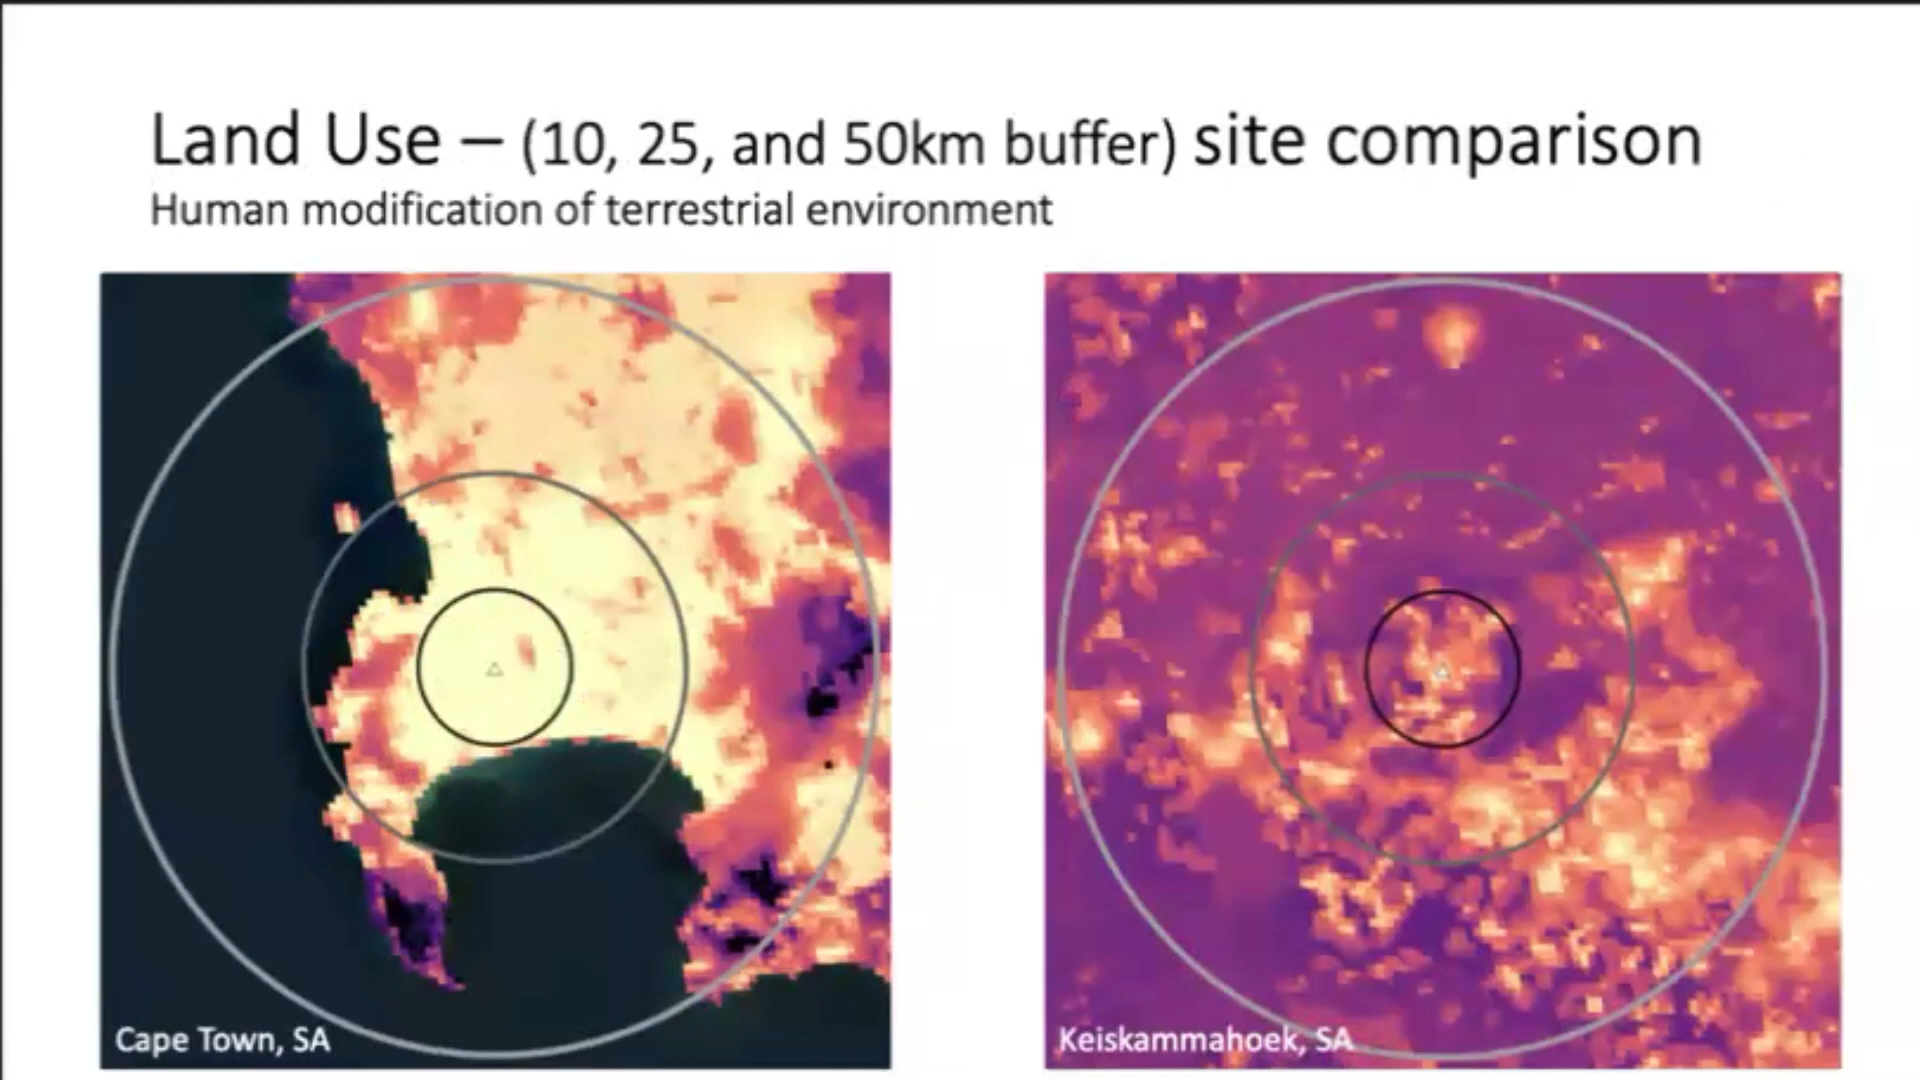 Land Use – (10, 25, and 50km buffer) site comparison
Human modification of terrestrial environment
Cape Town, SA
Keiskammahoek, SA